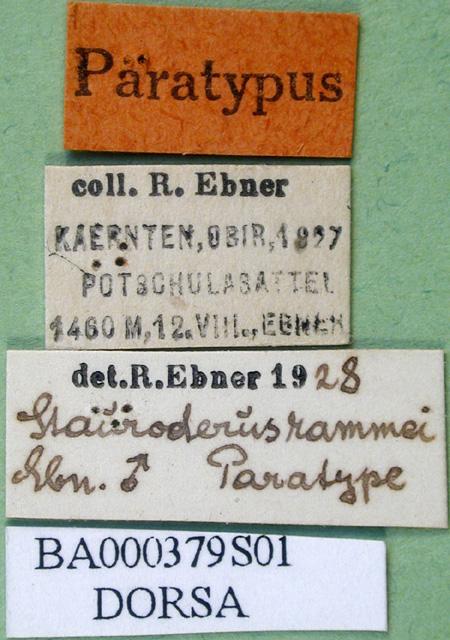 Paratypus
coll. R. Ebner
KAERNTEN, OBIR, 1927
POTSCHULASATTEL
1460 M, 12. VIII., EBNER
det. R. Ebner 1928
Stauroderus rammei
Ebn. ♂ Paratype
BA000379S01
DORSA